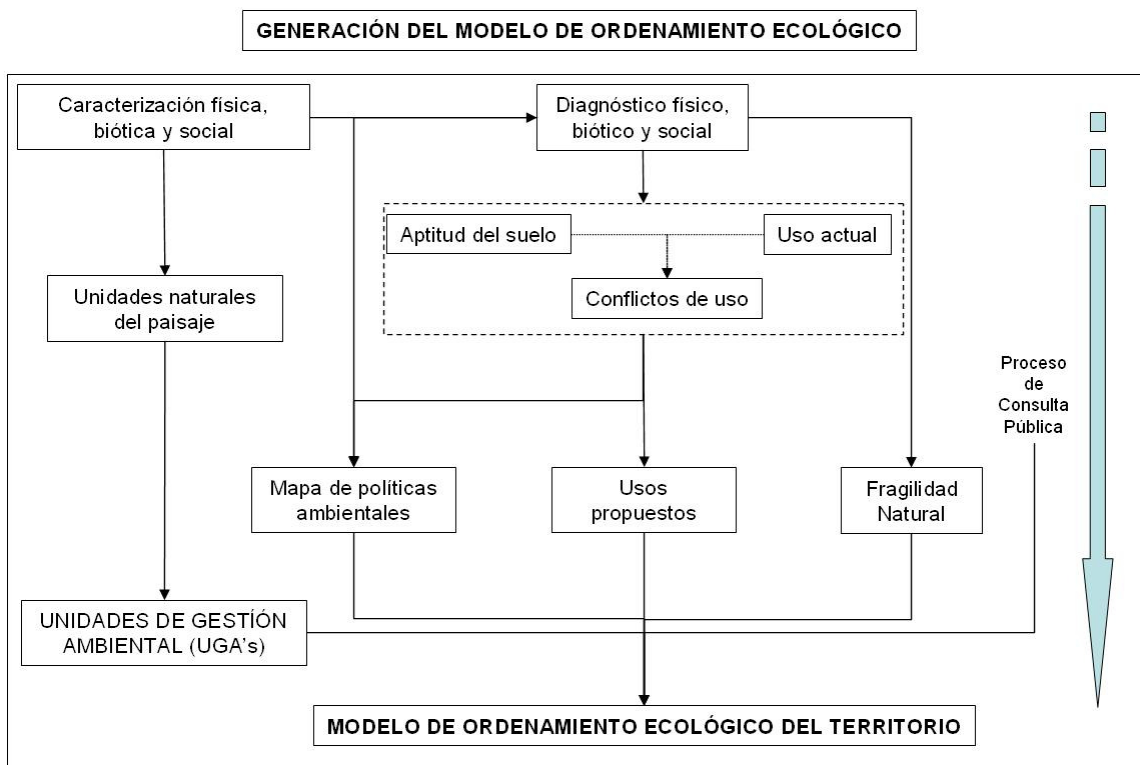 GENERACIÓN DEL MODELO DE ORDENAMIENTO ECOLÓGICO
Caracterización física,
biótica y social
Diagnóstico físico,
biótico y social
Aptitud del suelo
Uso actual
Conflictos de uso
Unidades naturales
del paisaje
Proceso
de
Consulta
Pública
Mapa de políticas
ambientales
Usos
propuestos
Fragilidad
Natural
UNIDADES DE GESTÍÓN
AMBIENTAL (UGA's)
MODELO DE ORDENAMIENTO ECOLÓGICO DEL TERRITORIO